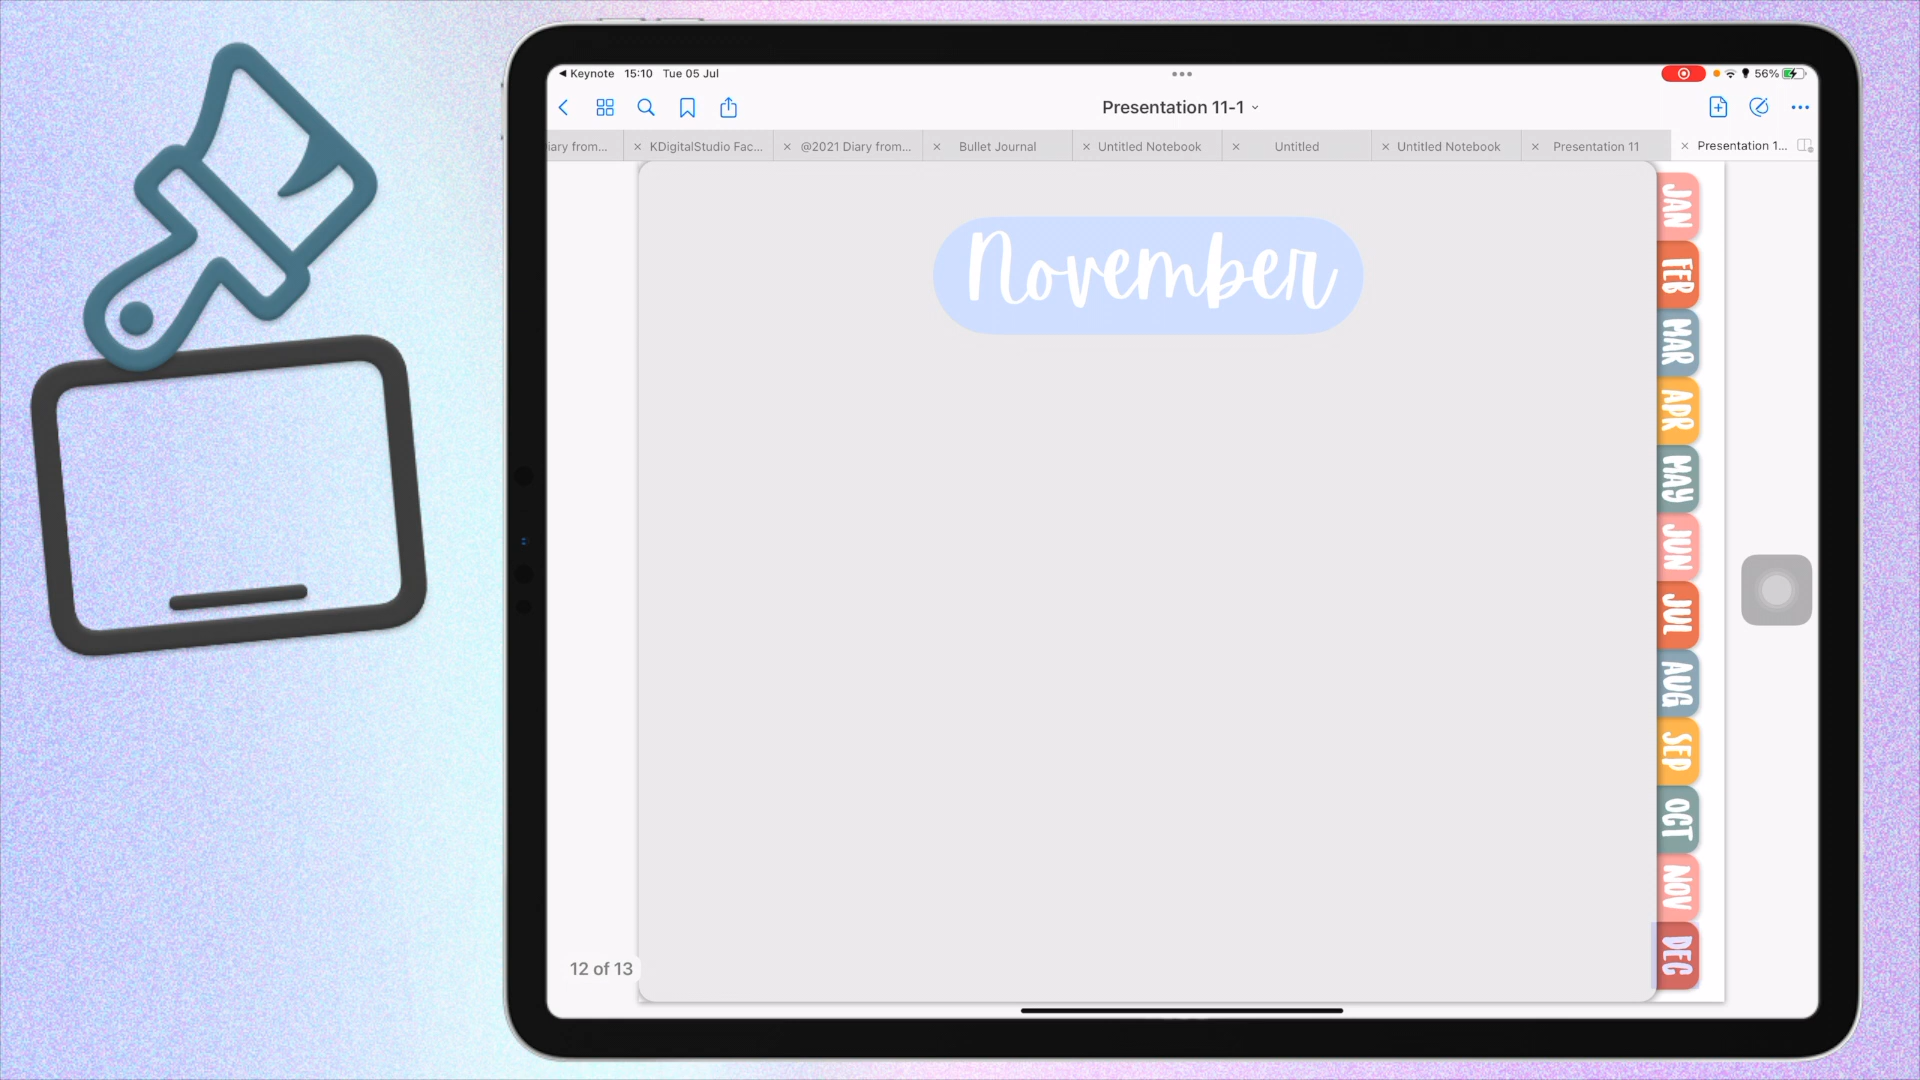 Keynote 15:10 Tue 05 Jul
56%
Presentation 11-1
iary from...
KDigitalStudio Fac...
@2021 Diary from...
Bullet Journal
Untitled Notebook
Untitled
Untitled Notebook
Presentation 11
Presentation 1...
November
JAN
FEB
MAR
APR
MAY
JUN
JUL
AUG
SEP
OCT
NOV
DEC
12 of 13